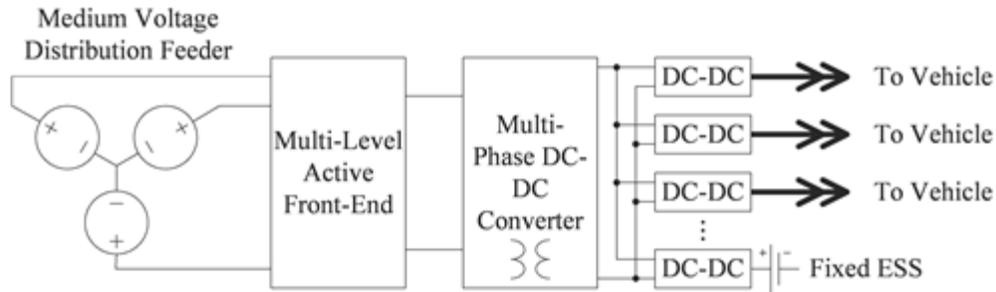 Medium Voltage
Distribution Feeder
Multi-Level
Active
Front-End
Multi-
Phase DC-
DC
Converter
DC-DC
To Vehicle
DC-DC
To Vehicle
DC-DC
To Vehicle
DC-DC
Fixed ESS